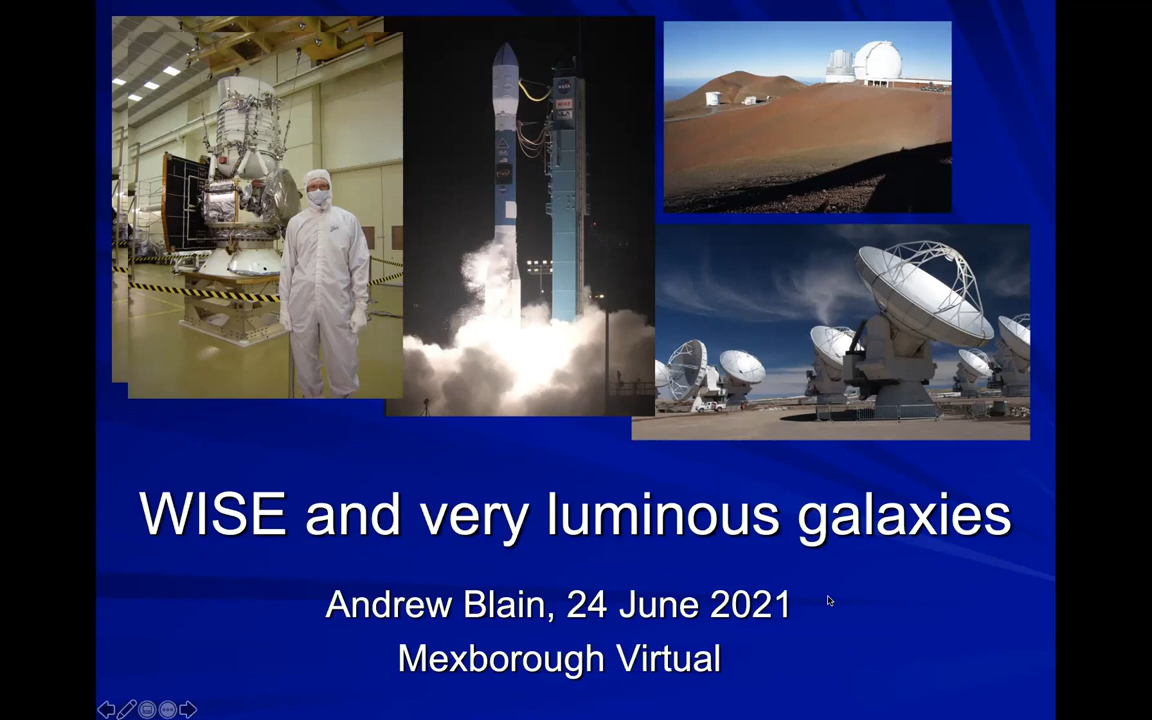 WISE and very luminous galaxies
Andrew Blain, 24 June 2021
Mexborough Virtual